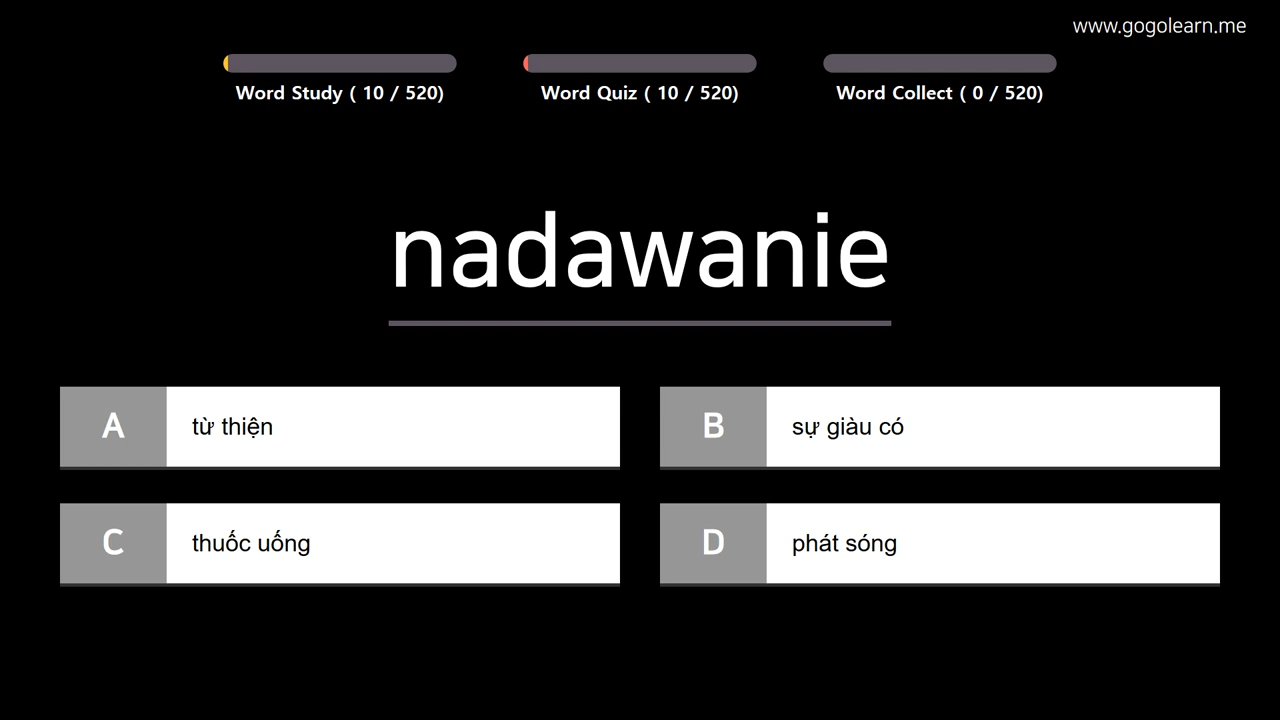 www.gogolearn.me
Word Study ( 10 / 520)
Word Quiz ( 10 / 520)
Word Collect ( 0 / 520)
nadawanie
A từ thiện
B sự giàu có
C thuốc uống
D phát sóng